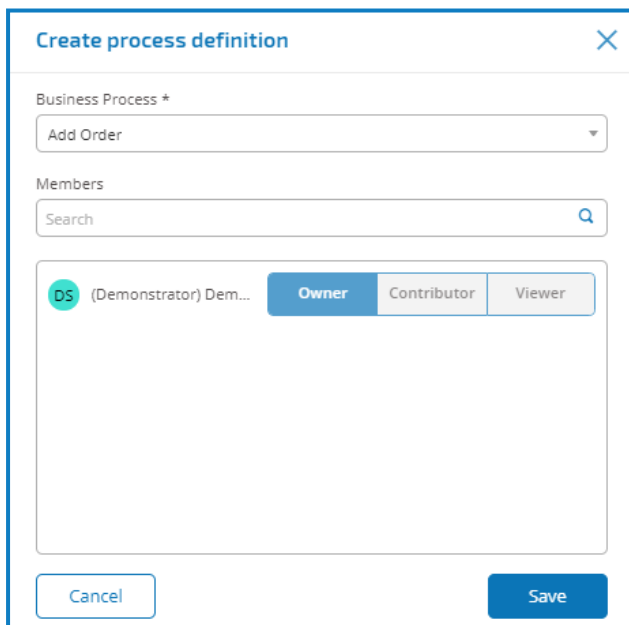 Create process definition
Business Process *
Add Order
Members
Search
DS (Demonstrator) Dem... Owner Contributor Viewer
Cancel Save